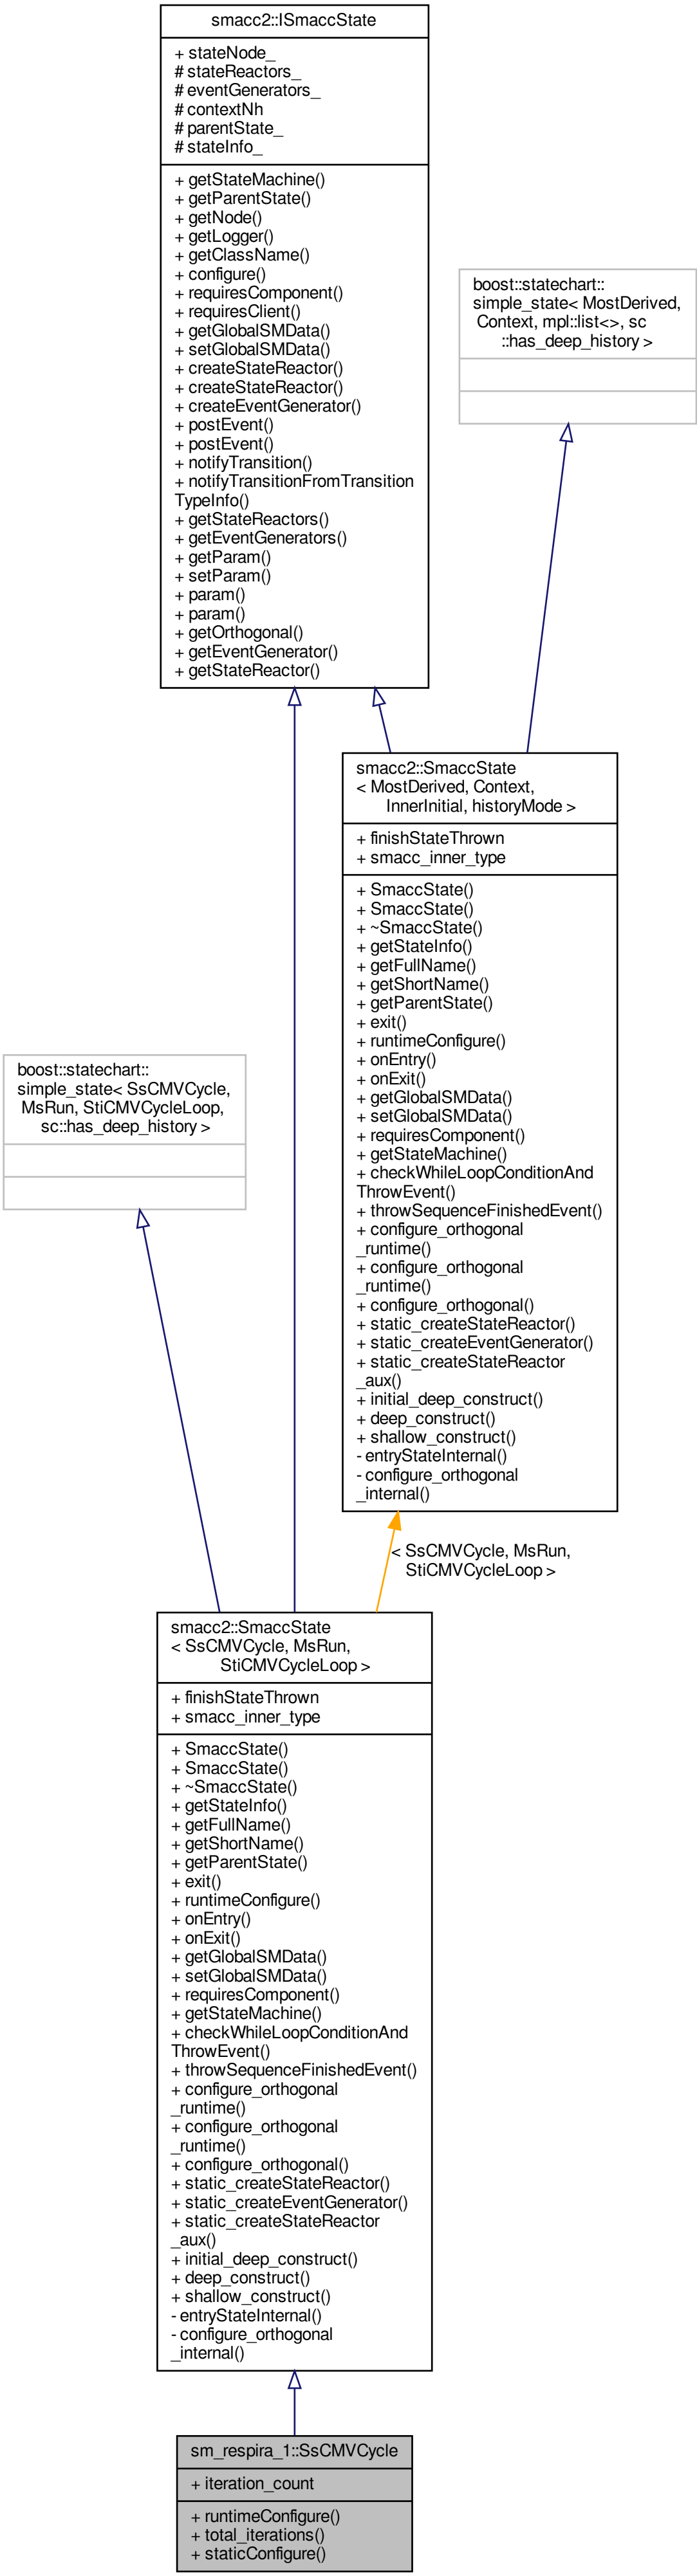 smacc2::ISmaccState
+ stateNode_
# stateReactors_
# eventGenerators_
# contextNh
# parentState_
# stateInfo_
+ getStateMachine()
+ getParentState()
+ getNode()
+ getLogger()
+ getClassName()
+ configure()
+ requiresComponent()
+ requiresClient()
+ getGlobalSMData()
+ setGlobalSMData()
+ createStateReactor()
+ createStateReactor()
+ createEventGenerator()
+ postEvent()
+ postEvent()
+ notifyTransition()
+ notifyTransitionFromTransition
TypeInfo()
+ getStateReactors()
+ getEventGenerators()
+ getParam()
+ setParam()
+ param()
+ param()
+ getOrthogonal()
+ getEventGenerator()
+ getStateReactor()
boost::statechart::
simple_state< MostDerived,
Context, mpl::list<>, sc
::has_deep_history >
smacc2::SmaccState
< MostDerived, Context,
InnerInitial, historyMode >
+ finishStateThrown
+ smacc_inner_type
+ SmaccState()
+ SmaccState()
+ ~SmaccState()
+ getStateInfo()
+ getFullName()
+ getShortName()
+ getParentState()
+ exit()
+ runtimeConfigure()
+ onEntry()
+ onExit()
+ getGlobalSMData()
+ setGlobalSMData()
+ requiresComponent()
+ getStateMachine()
+ checkWhileLoopConditionAnd
ThrowEvent()
+ throwSequenceFinishedEvent()
+ configure_orthogonal
_runtime()
+ configure_orthogonal
_runtime()
+ configure_orthogonal()
+ static_createStateReactor()
+ static_createEventGenerator()
+ static_createStateReactor
_aux()
+ initial_deep_construct()
+ deep_construct()
+ shallow_construct()
- entryStateInternal()
- configure_orthogonal
_internal()
boost::statechart::
simple_state< SsCMVCycle,
MsRun, StiCMVCycleLoop,
sc::has_deep_history >
< SsCMVCycle, MsRun,
StiCMVCycleLoop >
smacc2::SmaccState
< SsCMVCycle, MsRun,
StiCMVCycleLoop >
+ finishStateThrown
+ smacc_inner_type
+ SmaccState()
+ SmaccState()
+ ~SmaccState()
+ getStateInfo()
+ getFullName()
+ getShortName()
+ getParentState()
+ exit()
+ runtimeConfigure()
+ onEntry()
+ onExit()
+ getGlobalSMData()
+ setGlobalSMData()
+ requiresComponent()
+ getStateMachine()
+ checkWhileLoopConditionAnd
ThrowEvent()
+ throwSequenceFinishedEvent()
+ configure_orthogonal
_runtime()
+ configure_orthogonal
_runtime()
+ configure_orthogonal()
+ static_createStateReactor()
+ static_createEventGenerator()
+ static_createStateReactor
_aux()
+ initial_deep_construct()
+ deep_construct()
+ shallow_construct()
- entryStateInternal()
- configure_orthogonal
_internal()
sm_respira_1::SsCMVCycle
+ iteration_count
+ runtimeConfigure()
+ total_iterations()
+ staticConfigure()